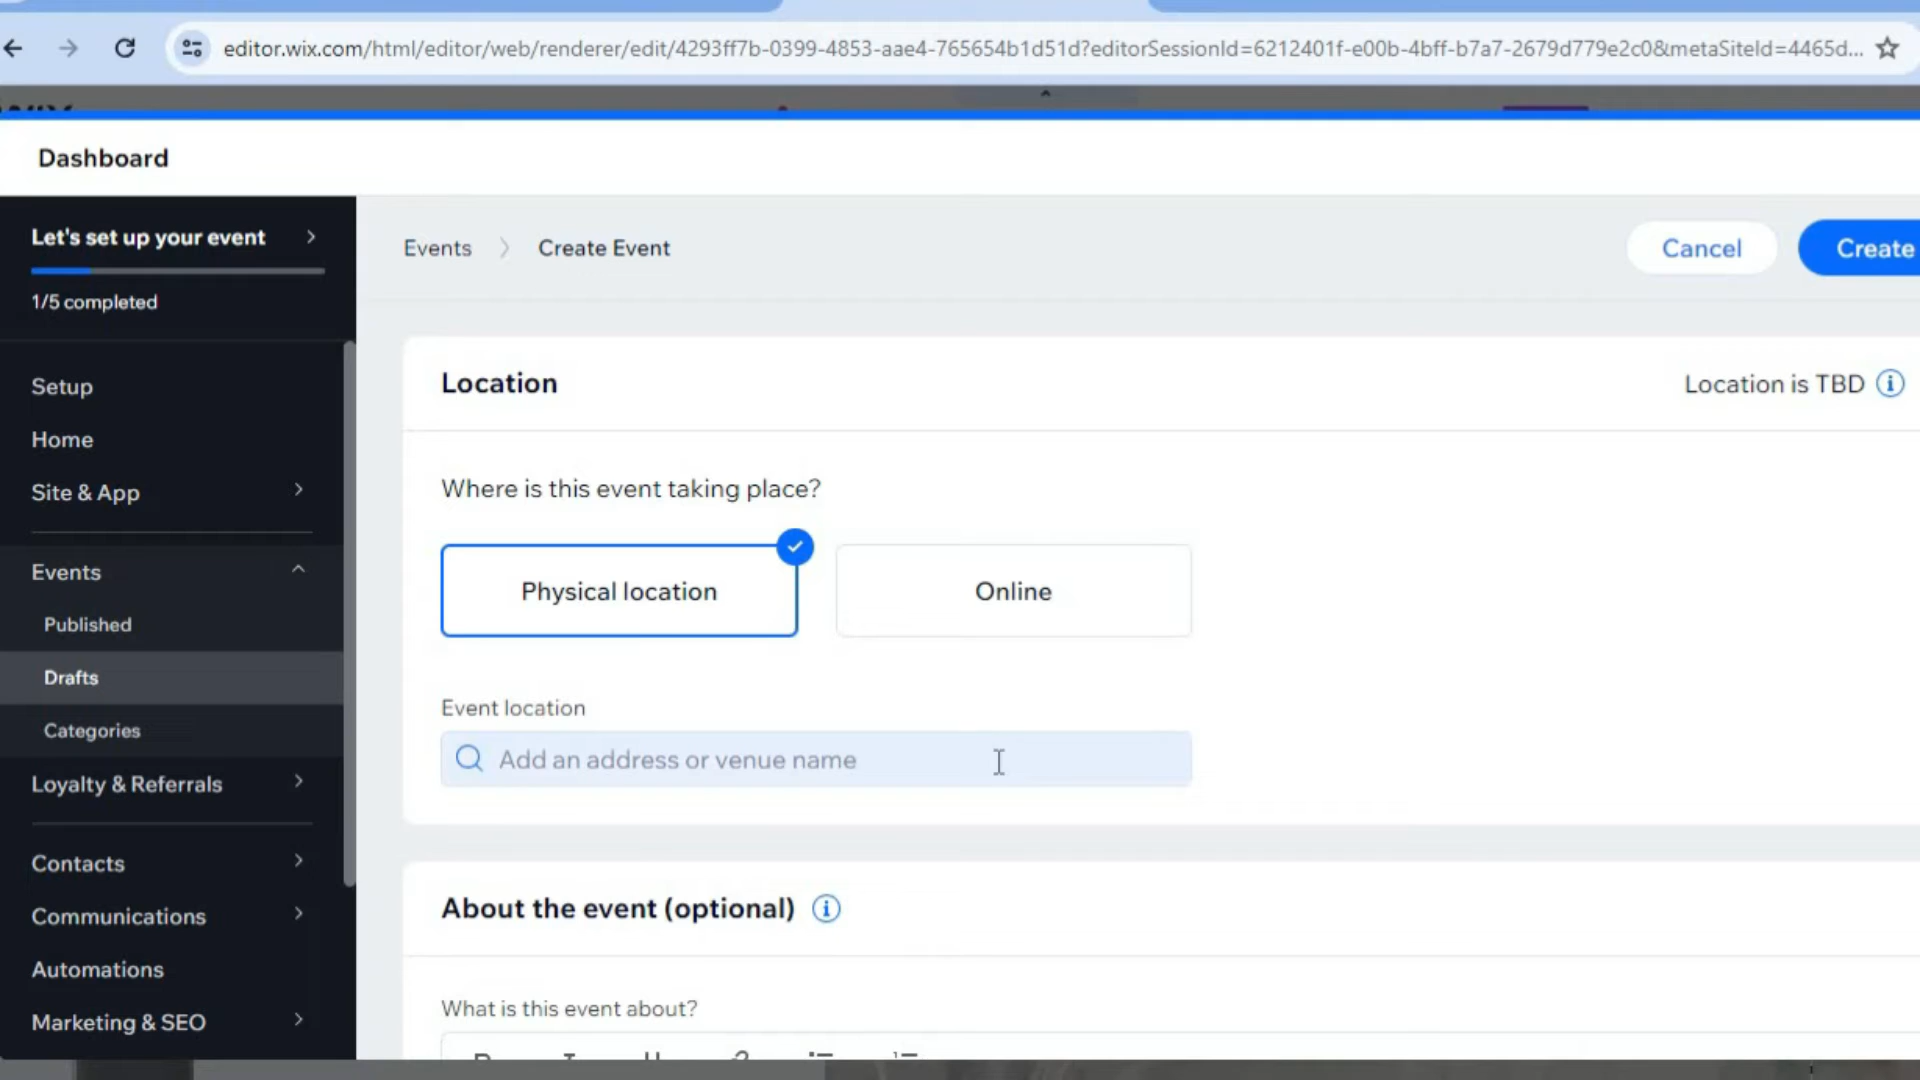 editor.wix.com/html/editor/web/renderer/edit/4293ff7b-0399-4853-aae4-765654b1d51d?editorSessionId=6212401f-e00b-4bff-b7a7-2679d779e2c0&metaSiteId=4465d...
Dashboard
Let's set up your event
1/5 completed
Events
Create Event
Cancel
Create
Setup
Home
Site & App
Events
Published
Drafts
Categories
Loyalty & Referrals
Contacts
Communications
Automations
Marketing & SEO
Location
Location is TBD
Where is this event taking place?
Physical location
Online
Event location
Add an address or venue name
About the event (optional)
What is this event about?